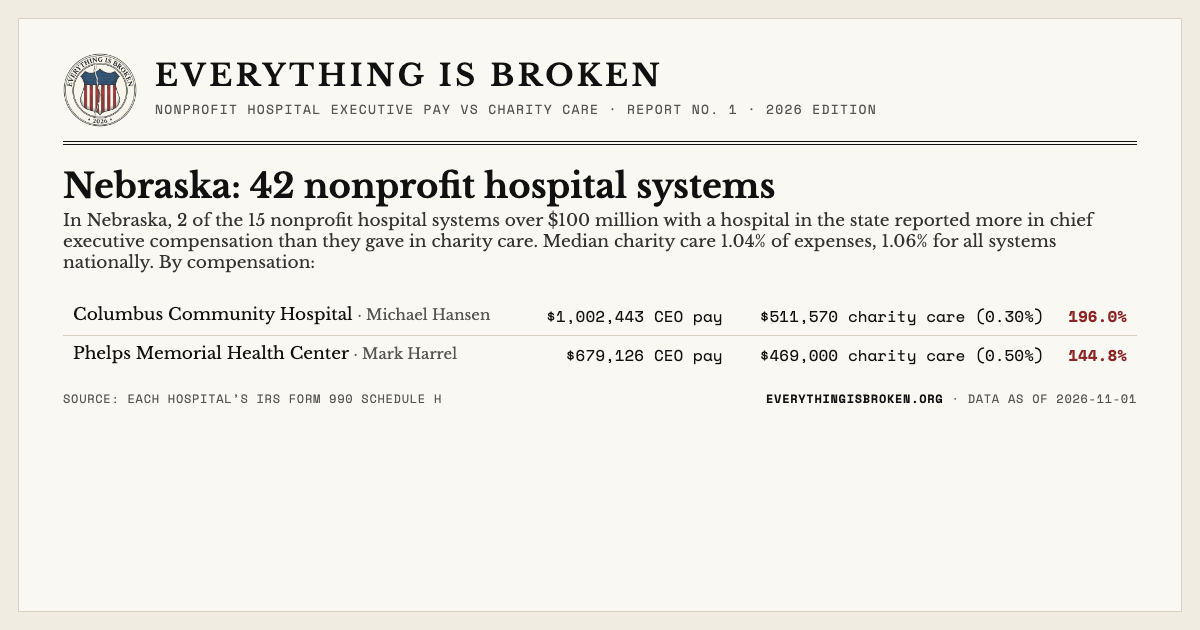 EVERYTHING IS BROKEN
2026
EVERYTHING IS BROKEN
NONPROFIT HOSPITAL EXECUTIVE PAY VS CHARITY CARE · REPORT NO. 1 · 2026 EDITION
Nebraska: 42 nonprofit hospital systems
In Nebraska, 2 of the 15 nonprofit hospital systems over $100 million with a hospital in the state reported more in chief
executive compensation than they gave in charity care. Median charity care 1.04% of expenses, 1.06% for all systems
nationally. By compensation:
Columbus Community Hospital · Michael Hansen $1,002,443 CEO pay $511,570 charity care (0.30%) 196.0%
Phelps Memorial Health Center · Mark Harrel $679,126 CEO pay $469,000 charity care (0.50%) 144.8%
SOURCE: EACH HOSPITAL’S IRS FORM 990 SCHEDULE H EVERYTHINGISBROKEN.ORG · DATA AS OF 2026-11-01